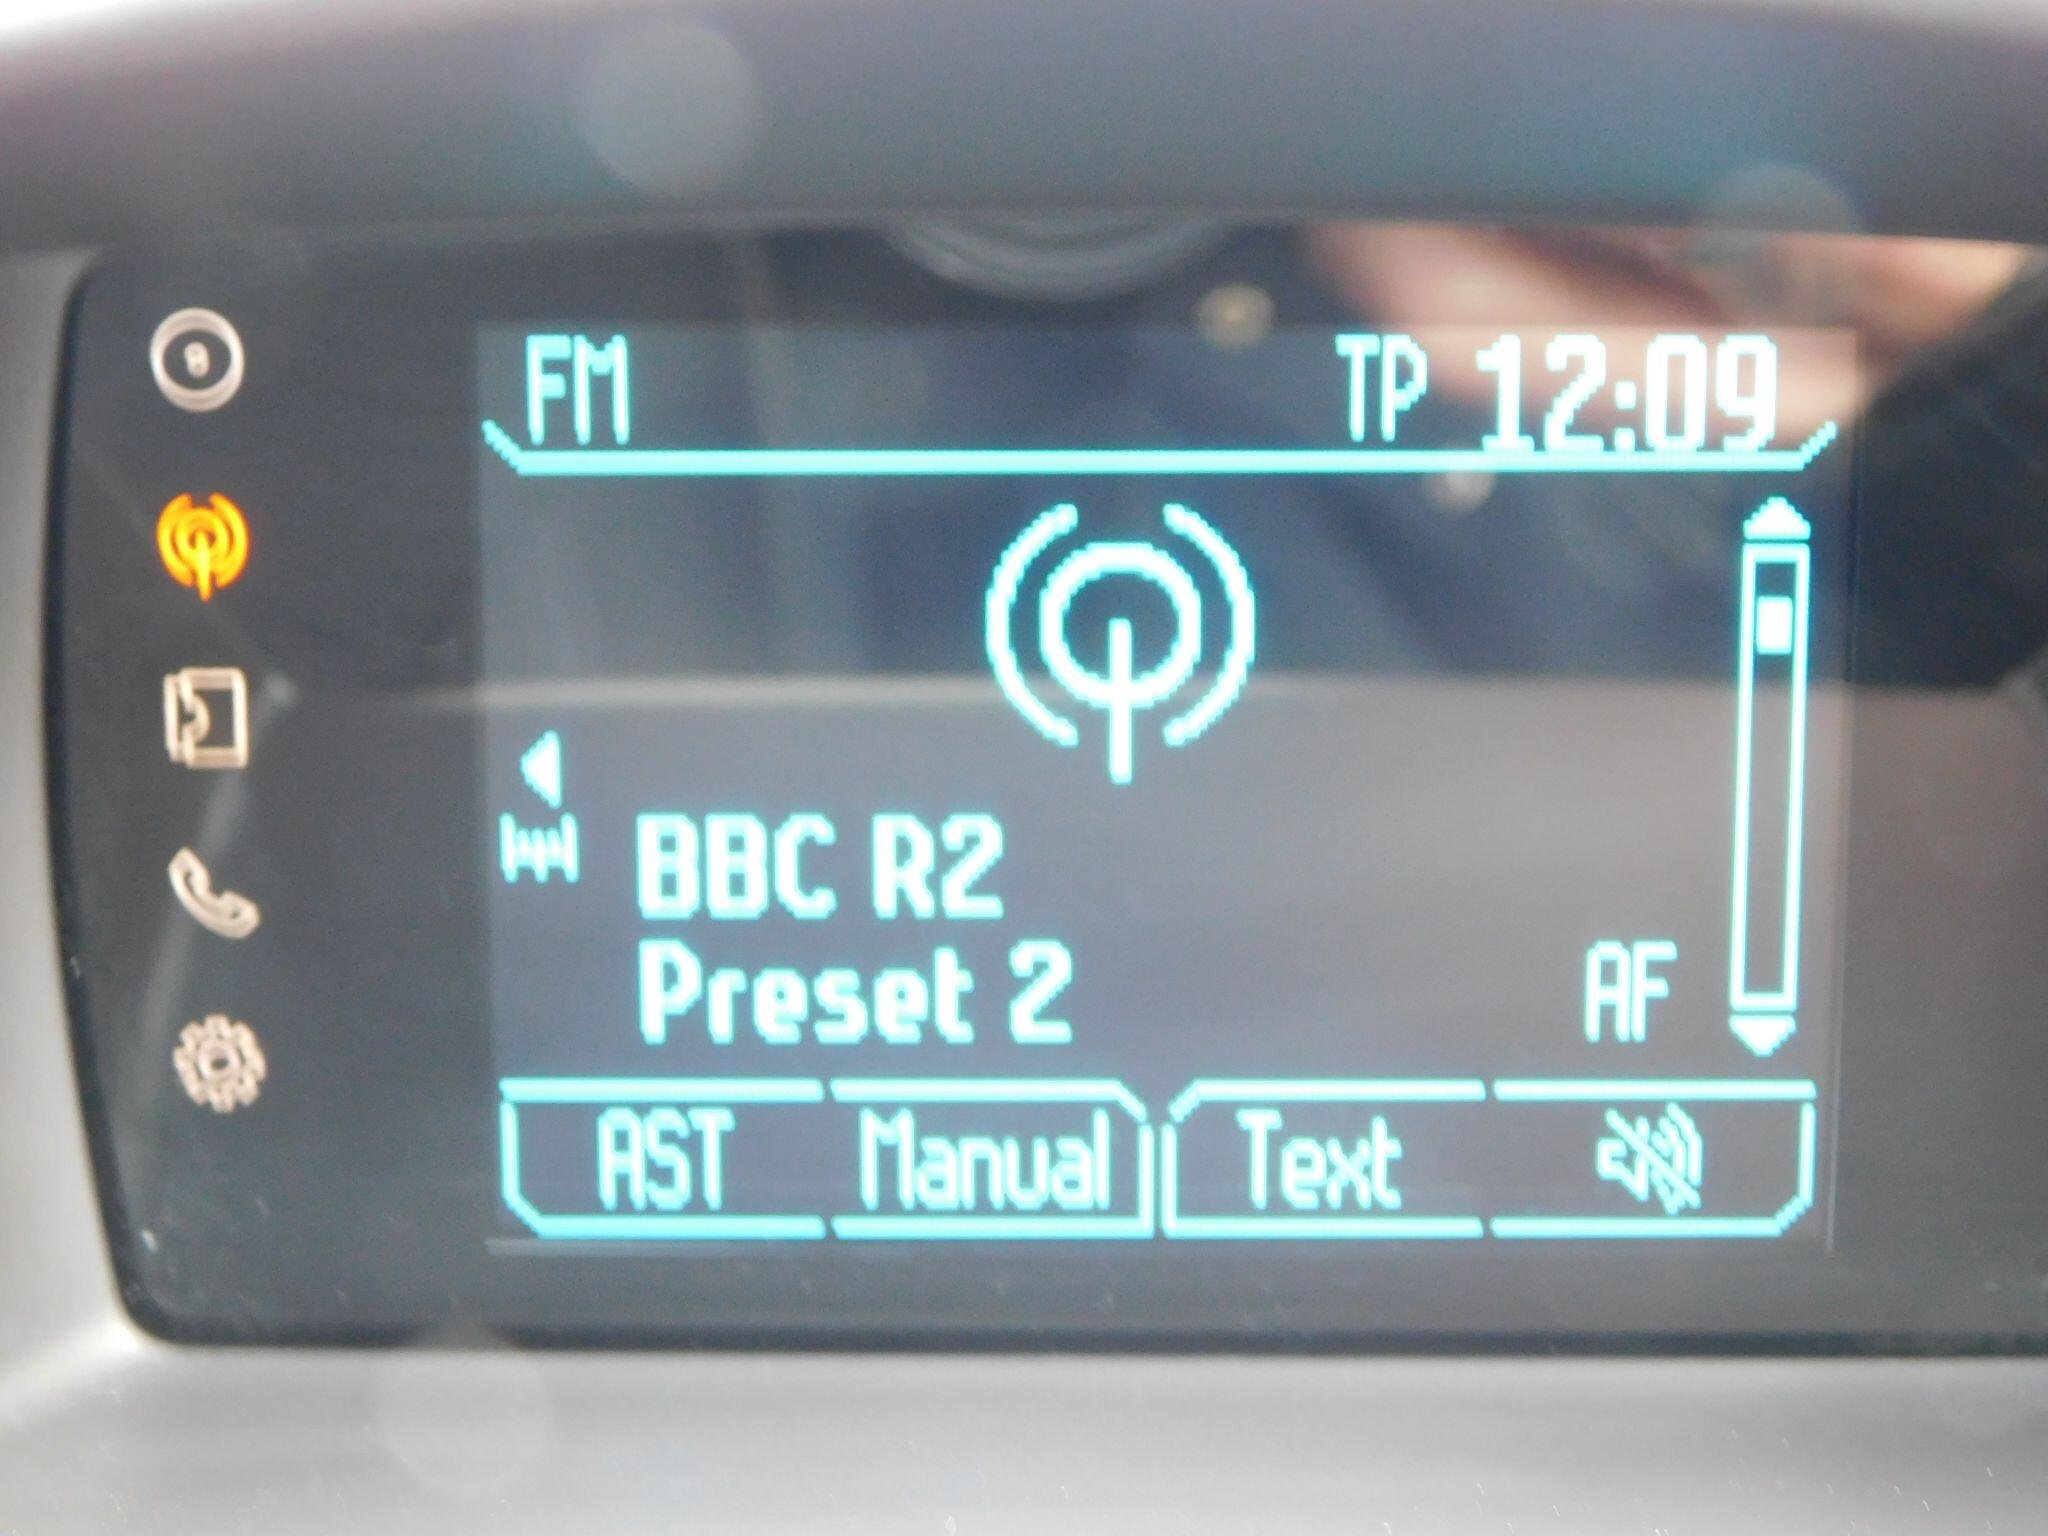 FM TP 12:09
BBC R2
Preset 2 AF
AST Manual Text